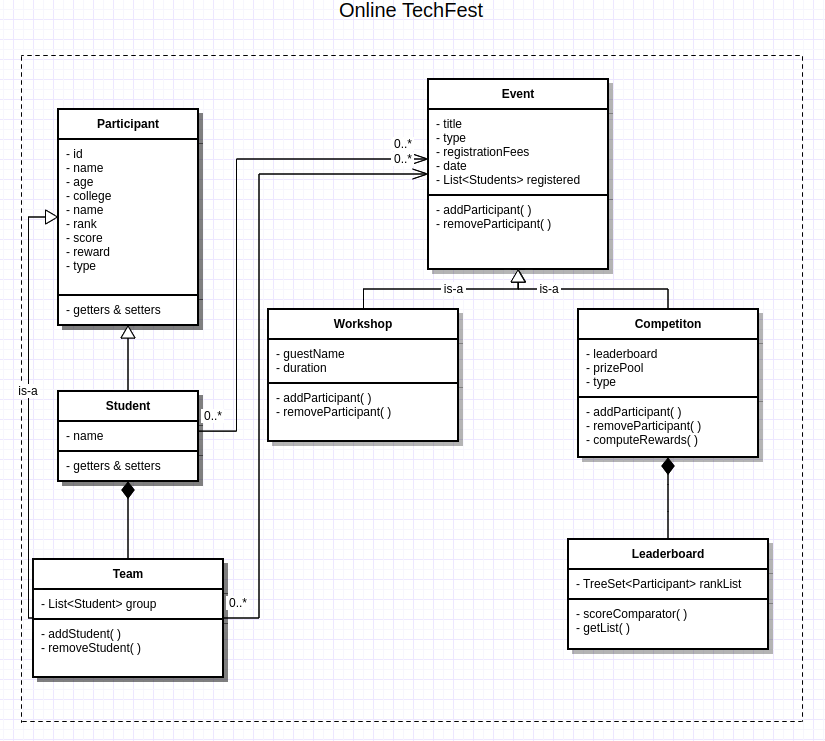 Online TechFest
Participant
- id
- name
- age
- college
- name
- rank
- score
- reward
- type
- getters & setters
Event
- title
- type
- registrationFees
- date
- List<Students> registered
- addParticipant( )
- removeParticipant( )
0..*
0..*
is-a
is-a
is-a
Student
- name
- getters & setters
0..*
Workshop
- guestName
- duration
- addParticipant( )
- removeParticipant( )
Competiton
- leaderboard
- prizePool
- type
- addParticipant( )
- removeParticipant( )
- computeRewards( )
Team
- List<Student> group
- addStudent( )
- removeStudent( )
0..*
Leaderboard
- TreeSet<Participant> rankList
- scoreComparator( )
- getList( )